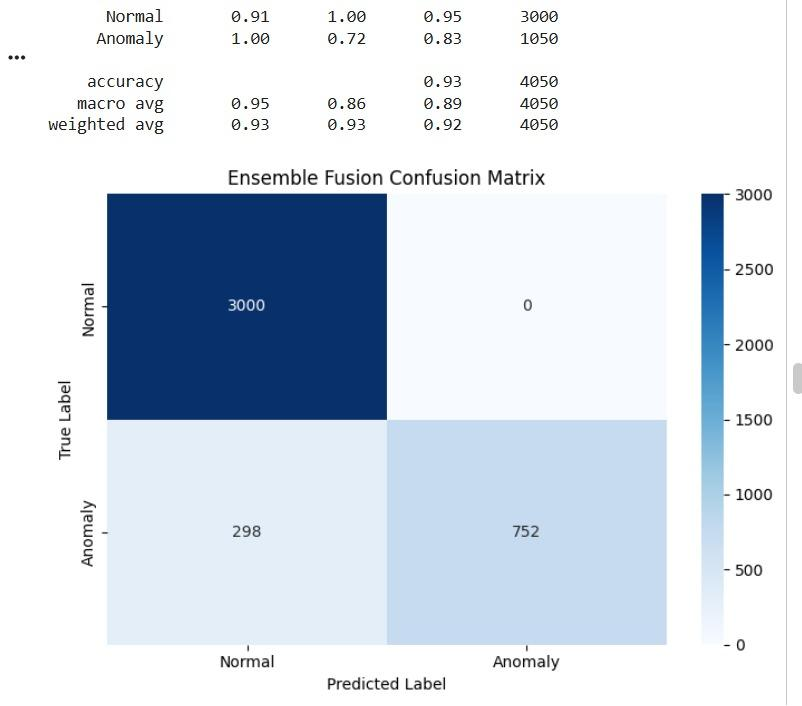 Normal 0.91 1.00 0.95 3000
Anomaly 1.00 0.72 0.83 1050
...
accuracy 0.93 4050
macro avg 0.95 0.86 0.89 4050
weighted avg 0.93 0.93 0.92 4050
Ensemble Fusion Confusion Matrix
3000
2500
2000
1500
1000
500
0
Normal
3000 0
True Label
Anomaly
298 752
Normal Anomaly
Predicted Label